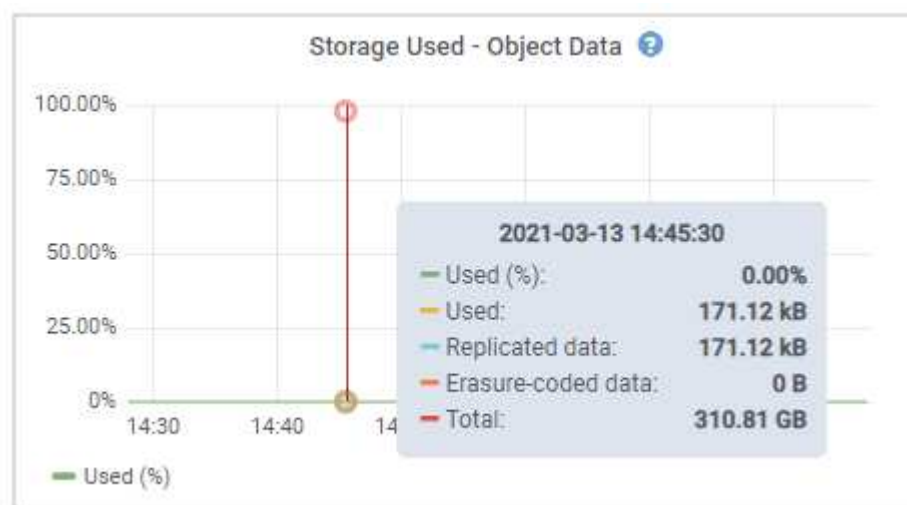 Storage Used - Object Data
100.00%
75.00%
50.00%
25.00%
0%
14:30 14:40 14
2021-03-13 14:45:30
Used (%): 0.00%
Used: 171.12 kB
Replicated data: 171.12 kB
Erasure-coded data: 0 B
Total: 310.81 GB
Used (%)